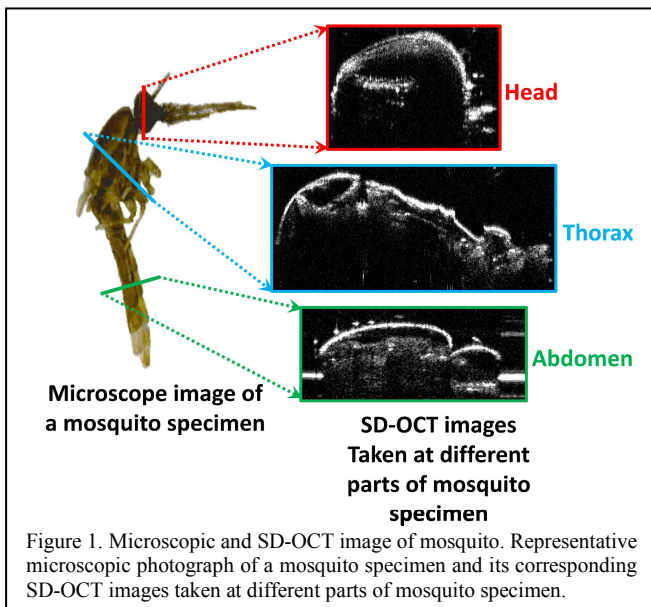 Head
Thorax
Abdomen
Microscope image of
a mosquito specimen
SD-OCT images
Taken at different
parts of mosquito
specimen
Figure 1. Microscopic and SD-OCT image of mosquito. Representative
microscopic photograph of a mosquito specimen and its corresponding
SD-OCT images taken at different parts of mosquito specimen.